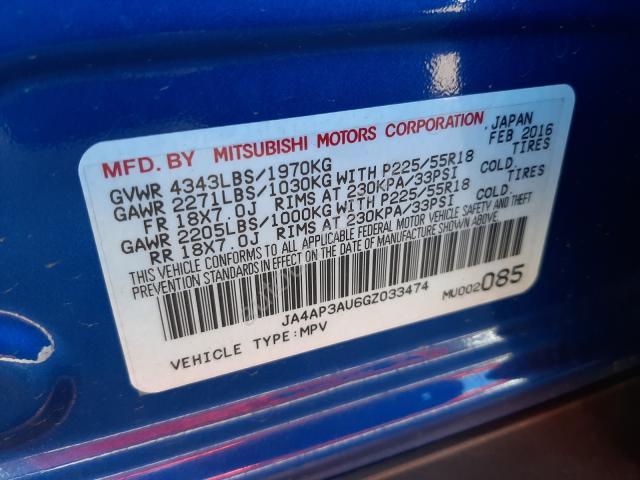 MFD. BY MITSUBISHI MOTORS CORPORATION JAPAN FEB 2016
GVWR 4343LBS/1970KG
GAWR 2271LBS/1030KG WITH P225/55R18 TIRES
FR 18X7.0J RIMS AT 230KPA/33PSI COLD.
GAWR 2205LBS/1000KG WITH P225/55R18 TIRES
RR 18X7.0J RIMS AT 230KPA/33PSI COLD.
THIS VEHICLE CONFORMS TO ALL APPLICABLE FEDERAL MOTOR VEHICLE SAFETY AND THEFT
PREVENTION STANDARDS IN EFFECT ON THE DATE OF MANUFACTURE SHOWN ABOVE.
JA4AP3AU6GZ033474
MU002085
VEHICLE TYPE:MPV